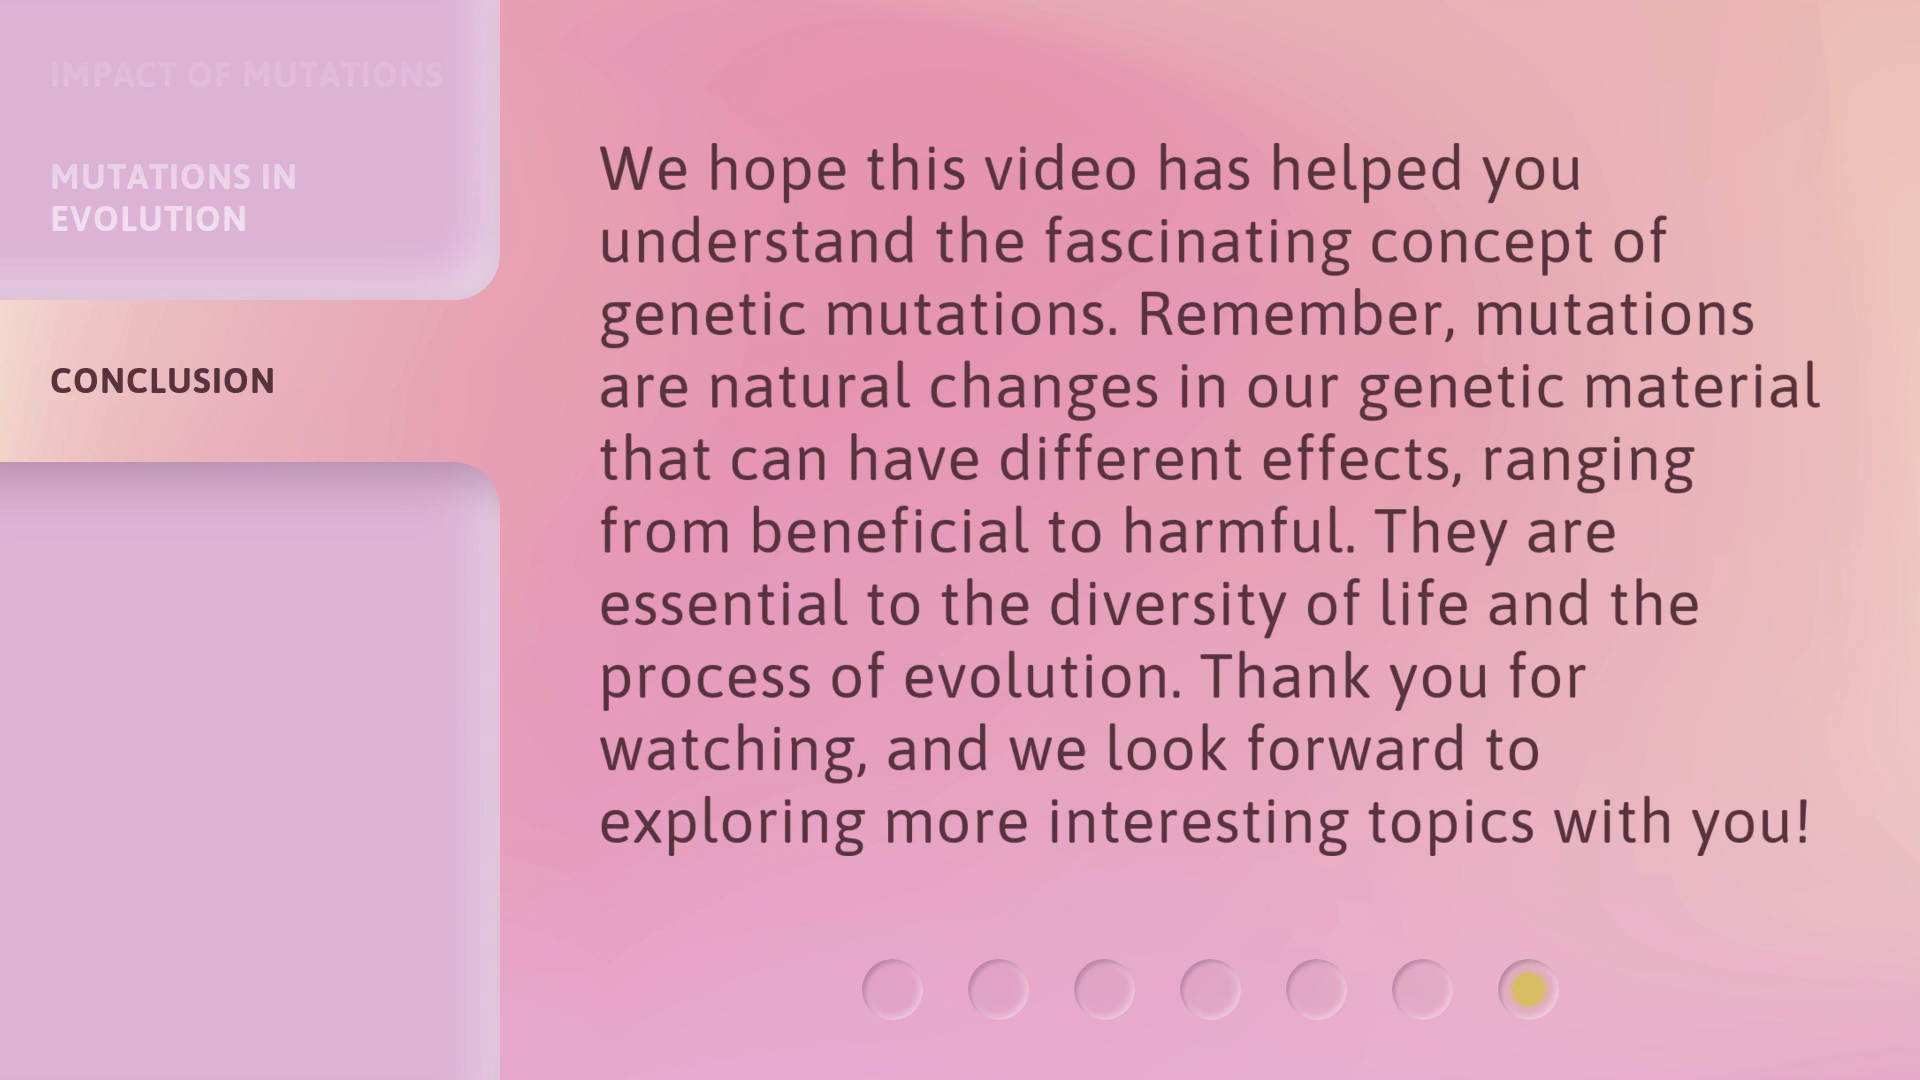 IMPACT OF MUTATIONS
MUTATIONS IN
EVOLUTION
CONCLUSION
We hope this video has helped you
understand the fascinating concept of
genetic mutations. Remember, mutations
are natural changes in our genetic material
that can have different effects, ranging
from beneficial to harmful. They are
essential to the diversity of life and the
process of evolution. Thank you for
watching, and we look forward to
exploring more interesting topics with you!